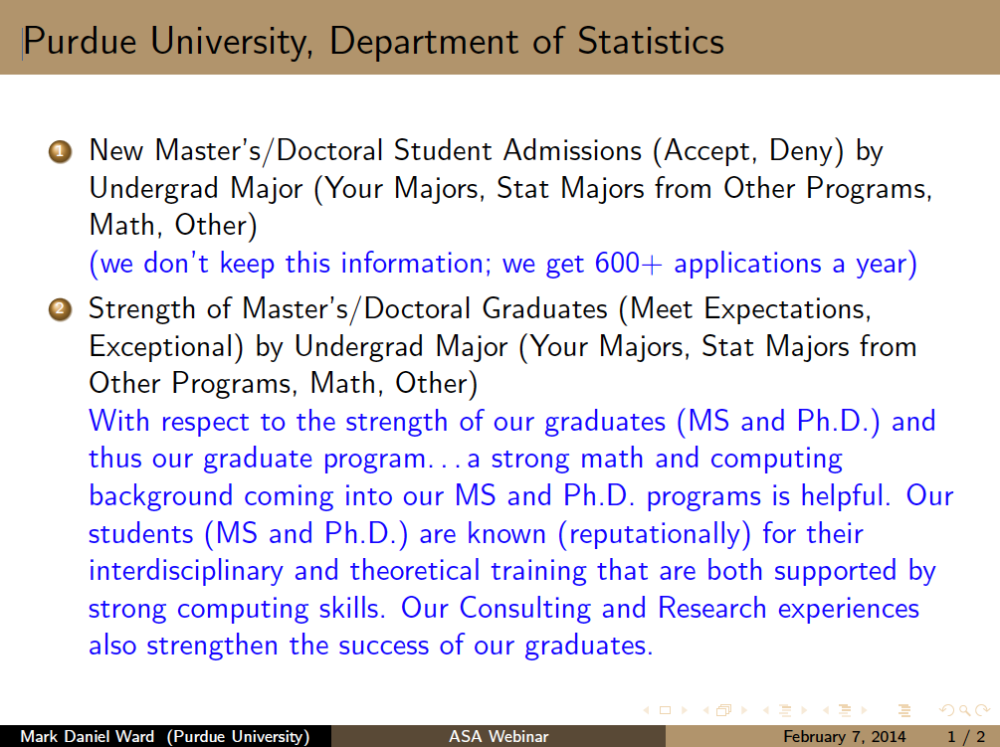 Purdue University, Department of Statistics
1 New Master's/Doctoral Student Admissions (Accept, Deny) by
Undergrad Major (Your Majors, Stat Majors from Other Programs,
Math, Other)
(we don't keep this information; we get 600+ applications a year)
2 Strength of Master's/Doctoral Graduates (Meet Expectations,
Exceptional) by Undergrad Major (Your Majors, Stat Majors from
Other Programs, Math, Other)
With respect to the strength of our graduates (MS and Ph.D.) and
thus our graduate program. . . a strong math and computing
background coming into our MS and Ph.D. programs is helpful. Our
students (MS and Ph.D.) are known (reputationally) for their
interdisciplinary and theoretical training that are both supported by
strong computing skills. Our Consulting and Research experiences
also strengthen the success of our graduates.
Mark Daniel Ward (Purdue University) ASA Webinar February 7, 2014 1 / 2